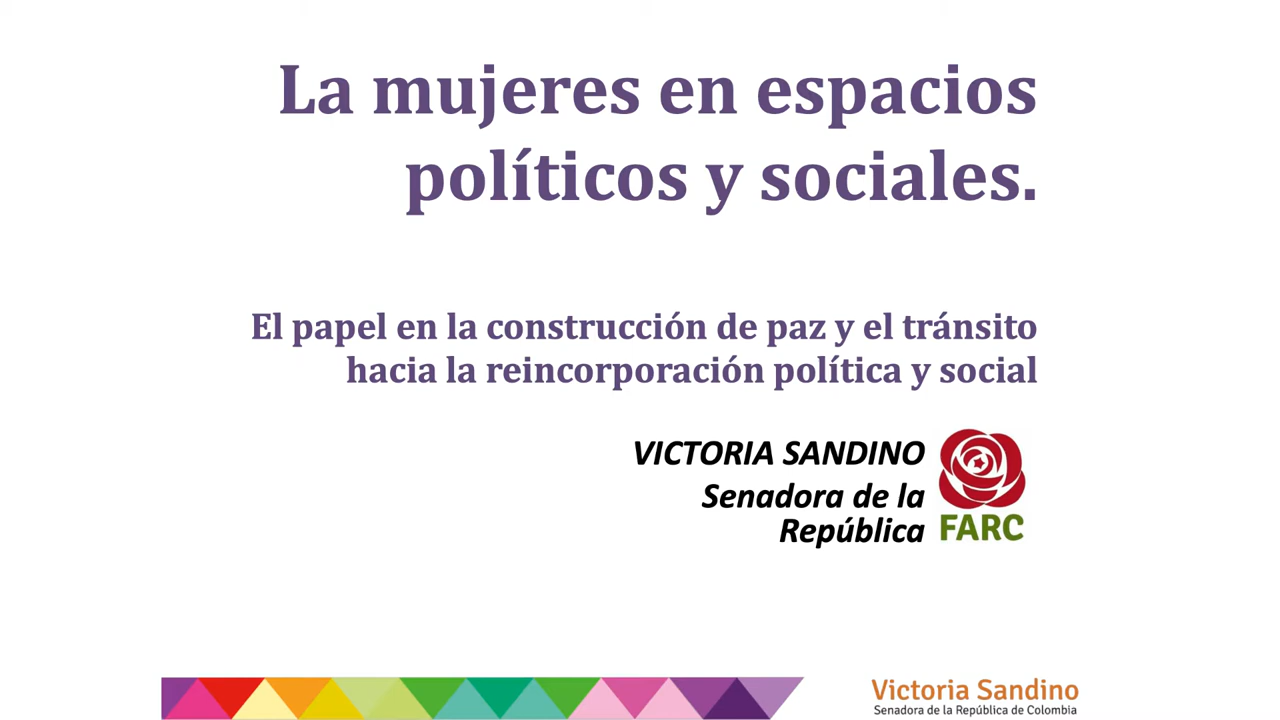 La mujeres en espacios
políticos y sociales.
El papel en la construcción de paz y el tránsito
hacia la reincorporación política y social
VICTORIA SANDINO
Senadora de la
República
FARC
Victoria Sandino
Senadora de la República de Colombia